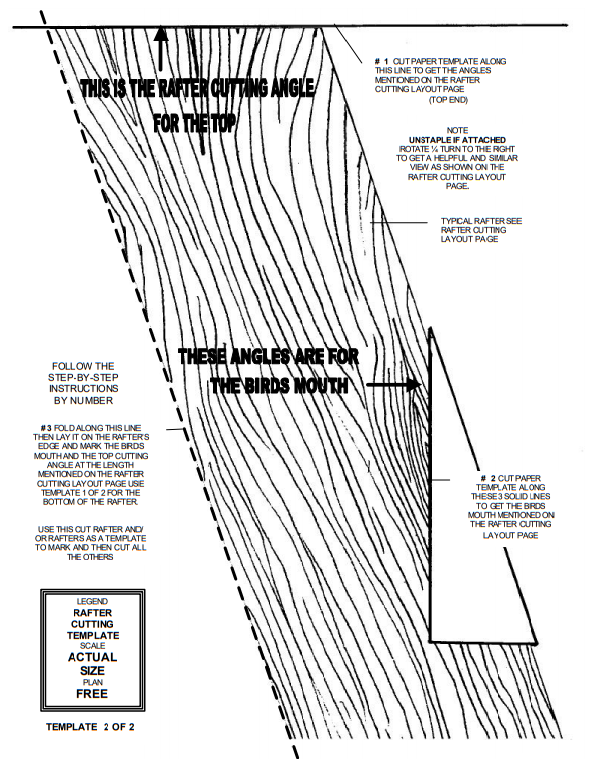 # 1 CUT PAPER TEMPLATE ALONG
THIS LINE TO GET THE ANGLES
MENTIONED ON THE RAFTER
CUTTING LAYOUT PAGE
(TOP END)
THIS IS THE RAFTER CUTTING ANGLE
FOR THE TOP
NOTE
UNSTAPLE IF ATTACHED
ROTATE ¼ TURN TO THE RIGHT
TO GET A HELPFUL AND SIMILAR
VIEW AS SHOWN ON THE
RAFTER CUTTING LAYOUT
PAGE.
TYPICAL RAFTER SEE
RAFTER CUTTING
LAYOUT PAGE
THESE ANGLES ARE FOR
THE BIRDS MOUTH
FOLLOW THE
STEP-BY-STEP
INSTRUCTIONS
BY NUMBER
#3 FOLD ALONG THIS LINE
THEN LAY IT ON THE RAFTER'S
EDGE AND MARK THE BIRDS
MOUTH AND THE TOP CUTTING
ANGLE AT THE LENGTH
MENTIONED ON THE RAFTER
CUTTING LAYOUT PAGE USE
TEMPLATE 1 OF 2 FOR THE
BOTTOM OF THE RAFTER.
USE THIS CUT RAFTER AND/
OR RAFTERS AS A TEMPLATE
TO MARK AND THEN CUT ALL
THE OTHERS
# 2 CUT PAPER
TEMPLATE ALONG
THESE 3 SOLID LINES
TO GET THE BIRDS
MOUTH MENTIONED ON
THE RAFTER CUTTING
LAYOUT PAGE
LEGEND
RAFTER
CUTTING
TEMPLATE
SCALE
ACTUAL
SIZE
PLAN
FREE
TEMPLATE 2 OF 2